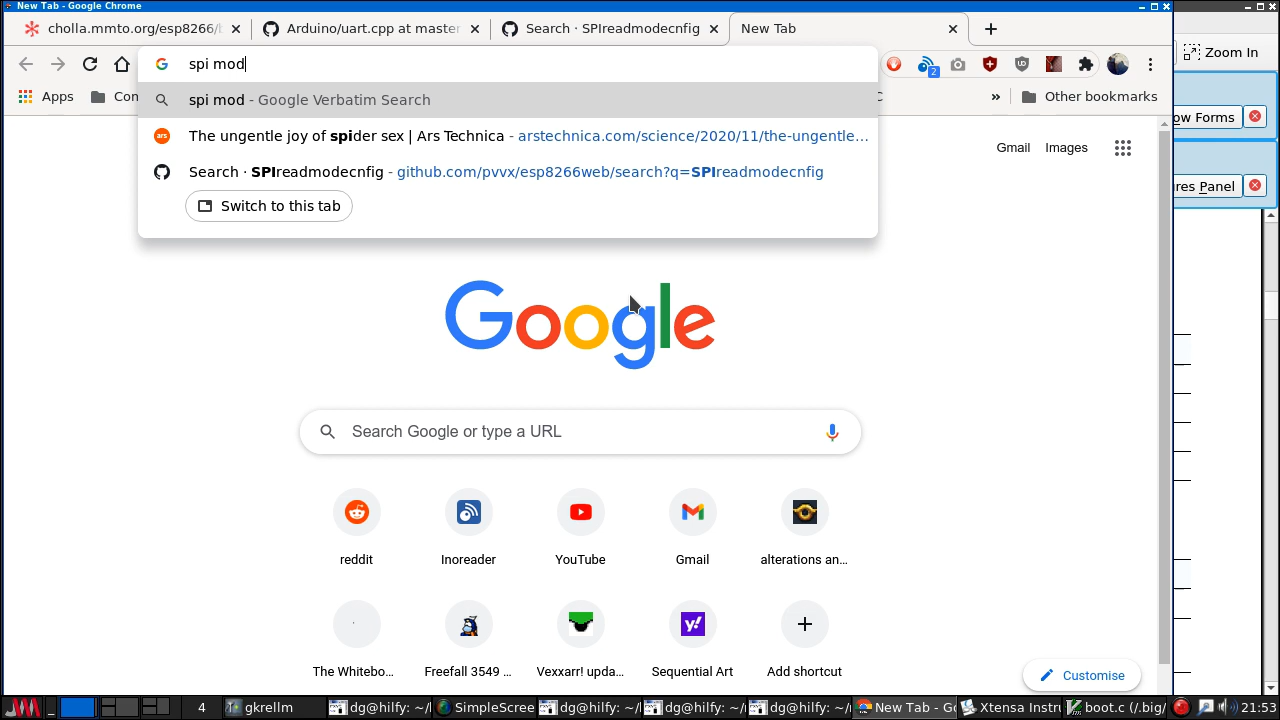 New Tab - Google Chrome
cholla.mmto.org/esp8266/
Arduino/uart.cpp at master
Search · SPIreadmodecnfig
New Tab
spi mod
2
Zoom In
spi mod - Google Verbatim Search
Apps
Con
C
»
Other bookmarks
ow Forms
The ungentle joy of spider sex | Ars Technica - arstechnica.com/science/2020/11/the-ungentle...
ars
Gmail
Images
Search · SPIreadmodecnfig - github.com/pvvx/esp8266web/search?q=SPIreadmodecnfig
res Panel
Switch to this tab
Google
Search Google or type a URL
reddit
Inoreader
YouTube
Gmail
alterations an...
The Whitebo...
Freefall 3549 ...
Vexxarr! upda...
Sequential Art
Add shortcut
Customise
4
gkrellm
dg@hilfy: ~/
SimpleScree
dg@hilfy: ~/
dg@hilfy: ~/
dg@hilfy: ~/
New Tab - Go
Xtensa Instru
boot.c (/.big/
21:53